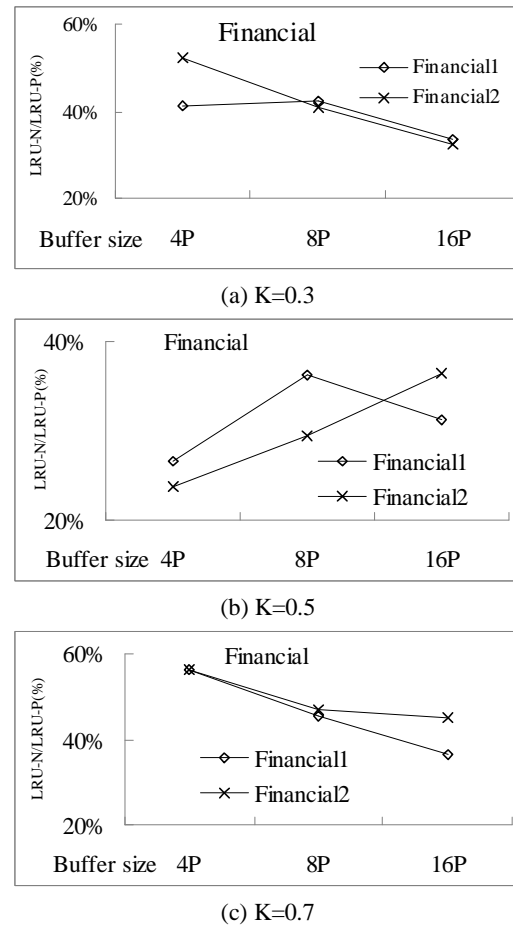 60%
Financial
Financial1
Financial2
40%
20%
LRU-N/LRU-P(%)
Buffer size 4P 8P 16P
(a) K=0.3
40%
Financial
LRU-N/LRU-P(%)
Financial1
Financial2
20%
Buffer size 4P 8P 16P
(b) K=0.5
60%
Financial
LRU-N/LRU-P(%)
40%
Financial1
Financial2
20%
Buffer size 4P 8P 16P
(c) K=0.7